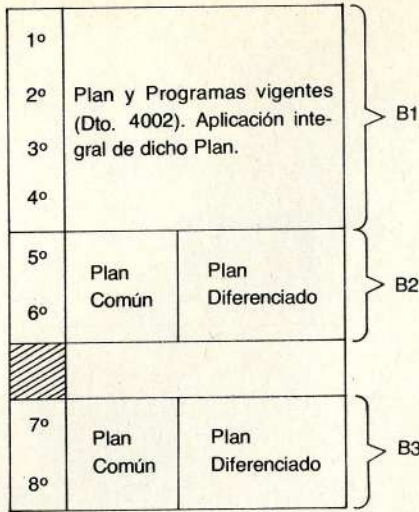 1º
2º
3º
4º
Plan y Programas vigentes
(Dto. 4002). Aplicación inte-
gral de dicho Plan.
B1
5º
6º
Plan
Común
Plan
Diferenciado
B2
7º
8º
Plan
Común
Plan
Diferenciado
B3